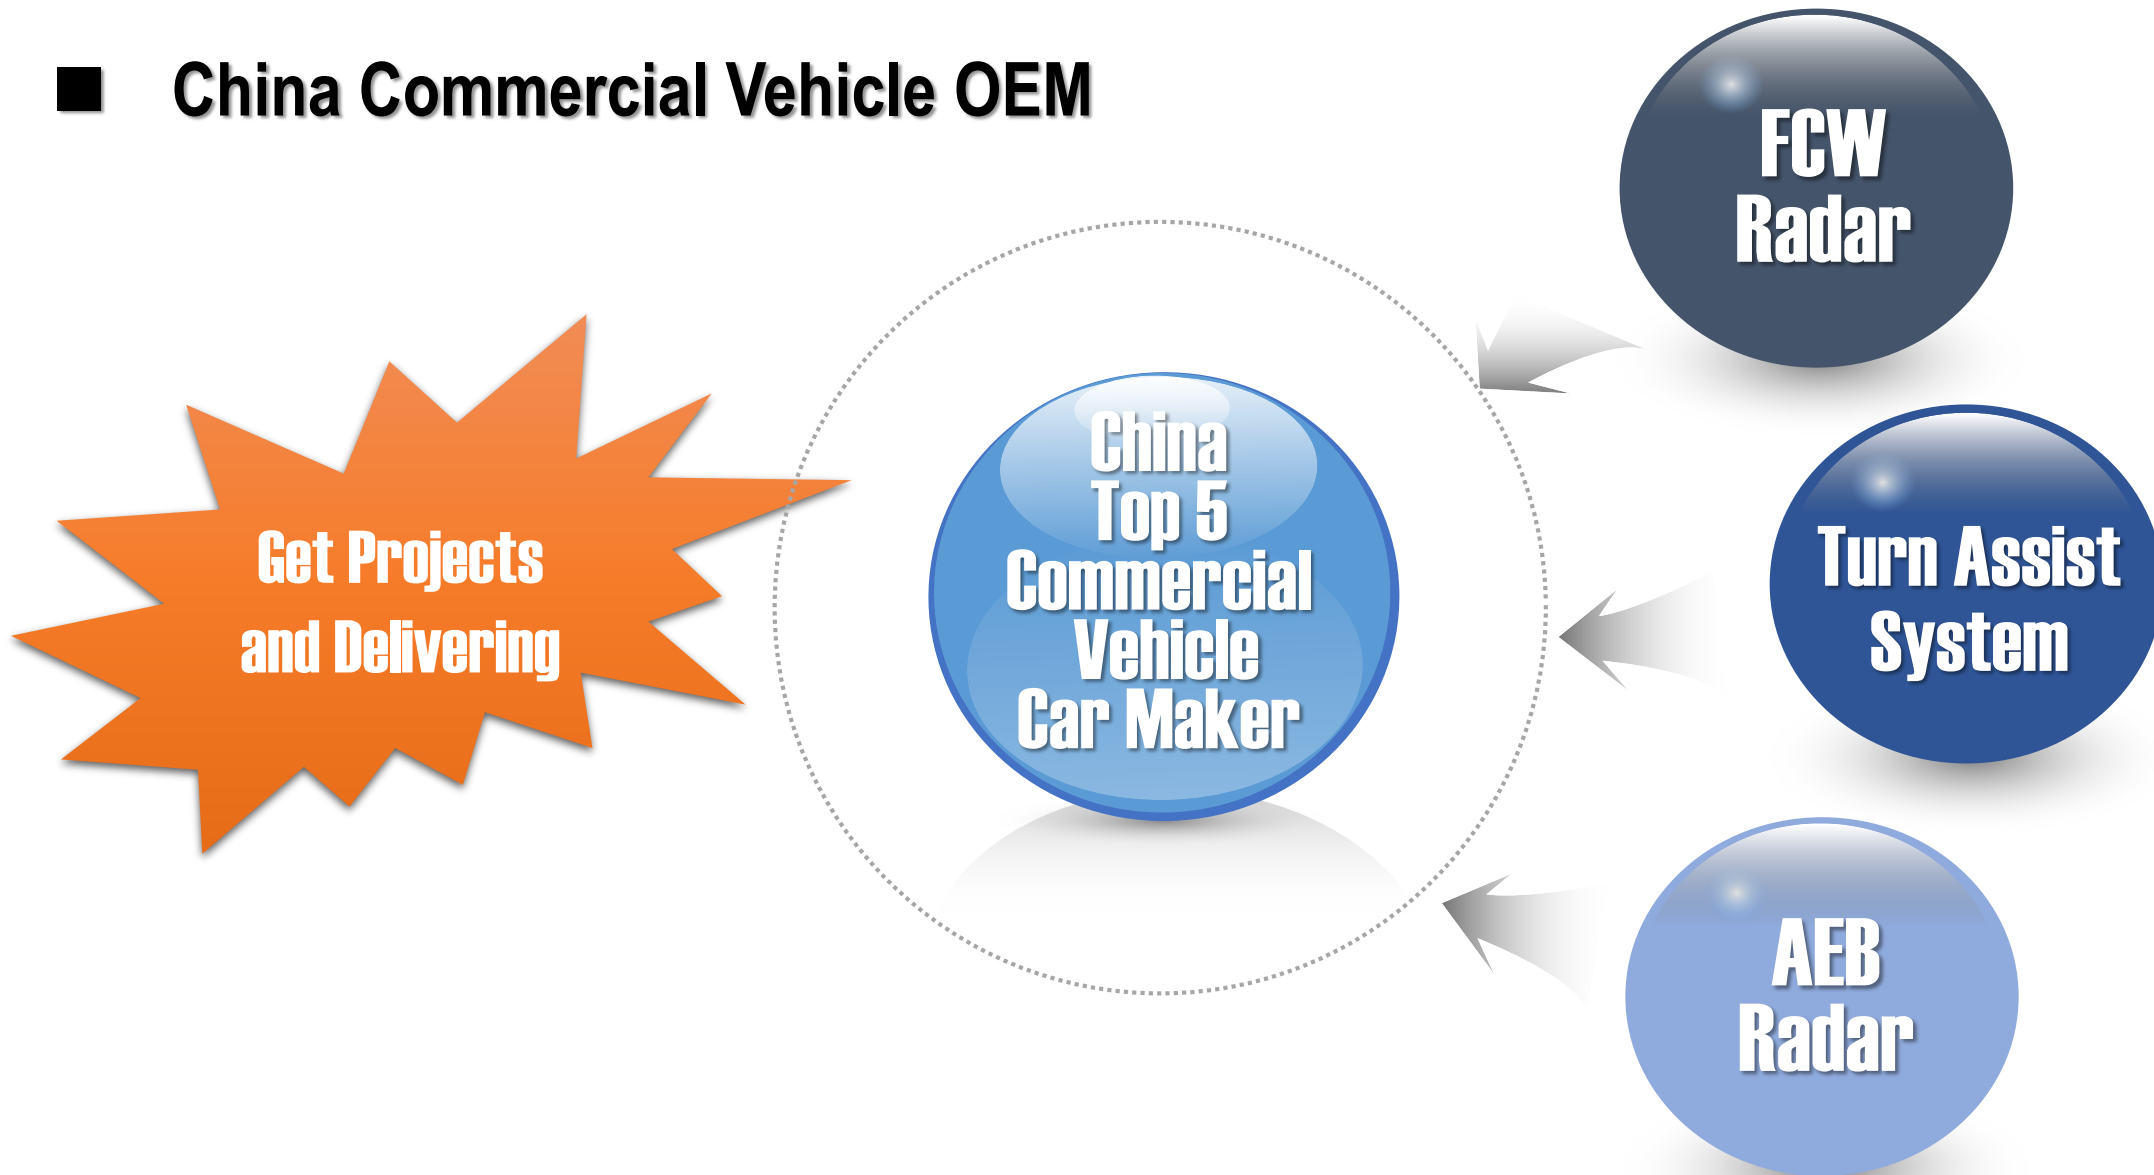 China Commercial Vehicle OEM
FCW
Radar
China
Top 5
Commercial
Vehicle
Car Maker
Get Projects
and Delivering
Turn Assist
System
AEB
Radar